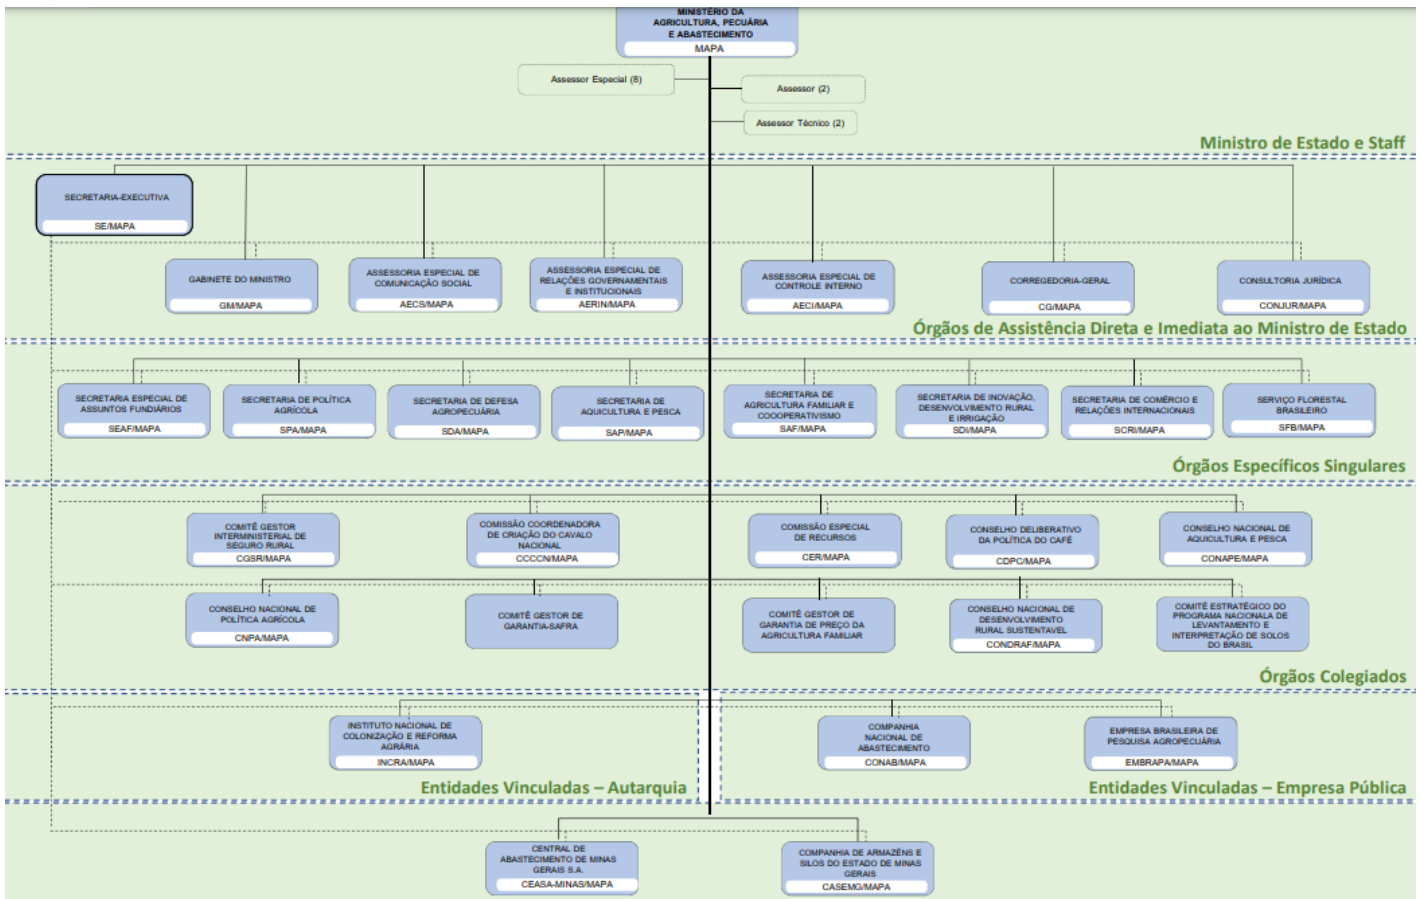 MINISTÉRIO DA
AGRICULTURA, PECUÁRIA
E ABASTECIMENTO
MAPA
Assessor Especial (8)
Assessor (2)
Assessor Técnico (2)
Ministro de Estado e Staff
SECRETARIA-EXECUTIVA
SE/MAPA
GABINETE DO MINISTRO
GM/MAPA
ASSESSORIA ESPECIAL DE
COMUNICAÇÃO SOCIAL
AECS/MAPA
ASSESSORIA ESPECIAL DE
RELAÇÕES GOVERNAMENTAIS
E INSTITUCIONAIS
AERIN/MAPA
ASSESSORIA ESPECIAL DE
CONTROLE INTERNO
AECI/MAPA
CORREGEDORIA-GERAL
CG/MAPA
CONSULTORIA JURÍDICA
CONJUR/MAPA
Órgãos de Assistência Direta e Imediata ao Ministro de Estado
SECRETARIA ESPECIAL DE
ASSUNTOS FUNDIÁRIOS
SEAF/MAPA
SECRETARIA DE POLÍTICA
AGRÍCOLA
SPA/MAPA
SECRETARIA DE DEFESA
AGROPECUÁRIA
SDA/MAPA
SECRETARIA DE
AQUICULTURA E PESCA
SAP/MAPA
SECRETARIA DE
AGRICULTURA FAMILIAR E
COOOPERATIVISMO
SAF/MAPA
SECRETARIA DE INOVAÇÃO,
DESENVOLVIMENTO RURAL
E IRRIGAÇÃO
SDI/MAPA
SECRETARIA DE COMÉRCIO E
RELAÇÕES INTERNACIONAIS
SCRI/MAPA
SERVIÇO FLORESTAL
BRASILEIRO
SFB/MAPA
Órgãos Específicos Singulares
COMITÊ GESTOR
INTERMINISTERIAL DE
SEGURO RURAL
CGSR/MAPA
COMISSÃO COORDENADORA
DE CRIAÇÃO DO CAVALO
NACIONAL
CCCCN/MAPA
COMISSÃO ESPECIAL
DE RECURSOS
CER/MAPA
CONSELHO DELIBERATIVO
DA POLÍTICA DO CAFÉ
CDPC/MAPA
CONSELHO NACIONAL DE
AQUICULTURA E PESCA
CONAPE/MAPA
CONSELHO NACIONAL DE
POLÍTICA AGRÍCOLA
CNPA/MAPA
COMITÊ GESTOR DE
GARANTIA-SAFRA
COMITÊ GESTOR DE
GARANTIA DE PREÇO DA
AGRICULTURA FAMILIAR
CONSELHO NACIONAL DE
DESENVOLVIMENTO
RURAL SUSTENTAVEL
CONDRAF/MAPA
COMITÊ ESTRATÉGICO DO
PROGRAMA NACIONALA DE
LEVANTAMENTO E
INTERPRETAÇÃO DE SOLOS
DO BRASIL
Órgãos Colegiados
INSTITUTO NACIONAL DE
COLONIZAÇÃO E REFORMA
AGRÁRIA
INCRA/MAPA
Entidades Vinculadas – Autarquia
COMPANHIA
NACIONAL DE
ABASTECIMENTO
CONAB/MAPA
EMPRESA BRASILEIRA DE
PESQUISA AGROPECUÁRIA
EMBRAPA/MAPA
Entidades Vinculadas – Empresa Pública
CENTRAL DE
ABASTECIMENTO DE MINAS
GERAIS S.A.
CEASA-MINAS/MAPA
COMPANHIA DE ARMAZÉNS E
SILOS DO ESTADO DE MINAS
GERAIS
CASEMG/MAPA